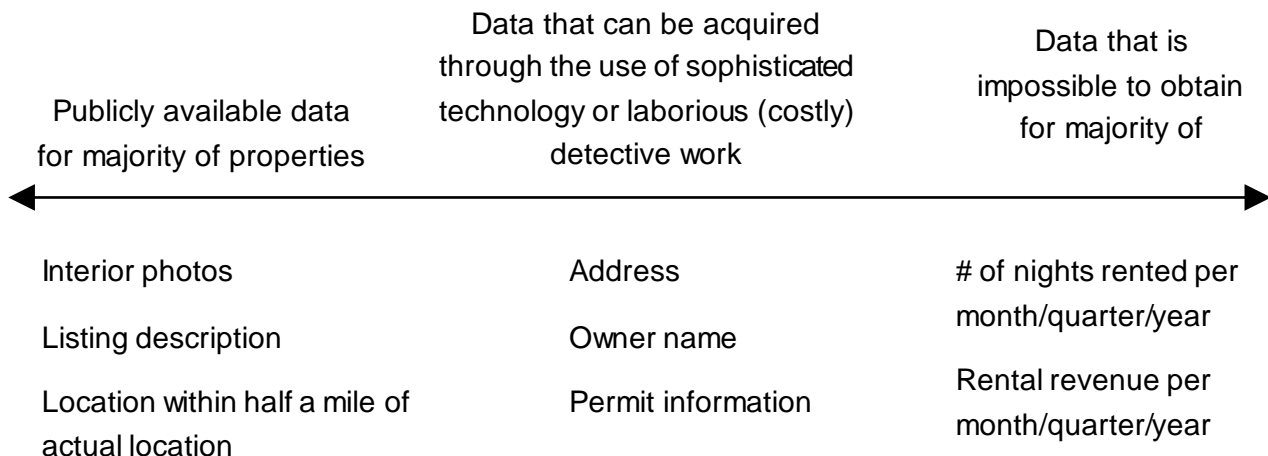 Publicly available data
for majority of properties
Data that can be acquired
through the use of sophisticated
technology or laborious (costly)
detective work
Data that is
impossible to obtain
for majority of
Interior photos
Listing description
Location within half a mile of
actual location
Address
Owner name
Permit information
# of nights rented per
month/quarter/year
Rental revenue per
month/quarter/year